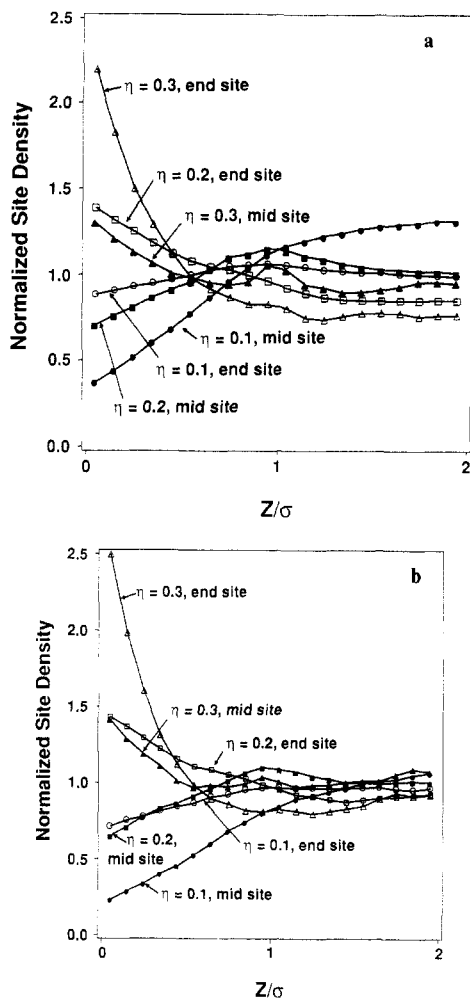 a
2.5
2.0
1.5
1.0
0.5
0.0
Normalized Site Density
η = 0.3, end site
η = 0.2, end site
η = 0.3, mid site
η = 0.1, mid site
η = 0.1, end site
η = 0.2, mid site
0
1
2
Z/σ
b
2.5
2.0
1.5
1.0
0.5
0.0
Normalized Site Density
η = 0.3, end site
η = 0.3, mid site
η = 0.2, end site
η = 0.2,
mid site
η = 0.1, end site
η = 0.1, mid site
0
1
2
Z/σ